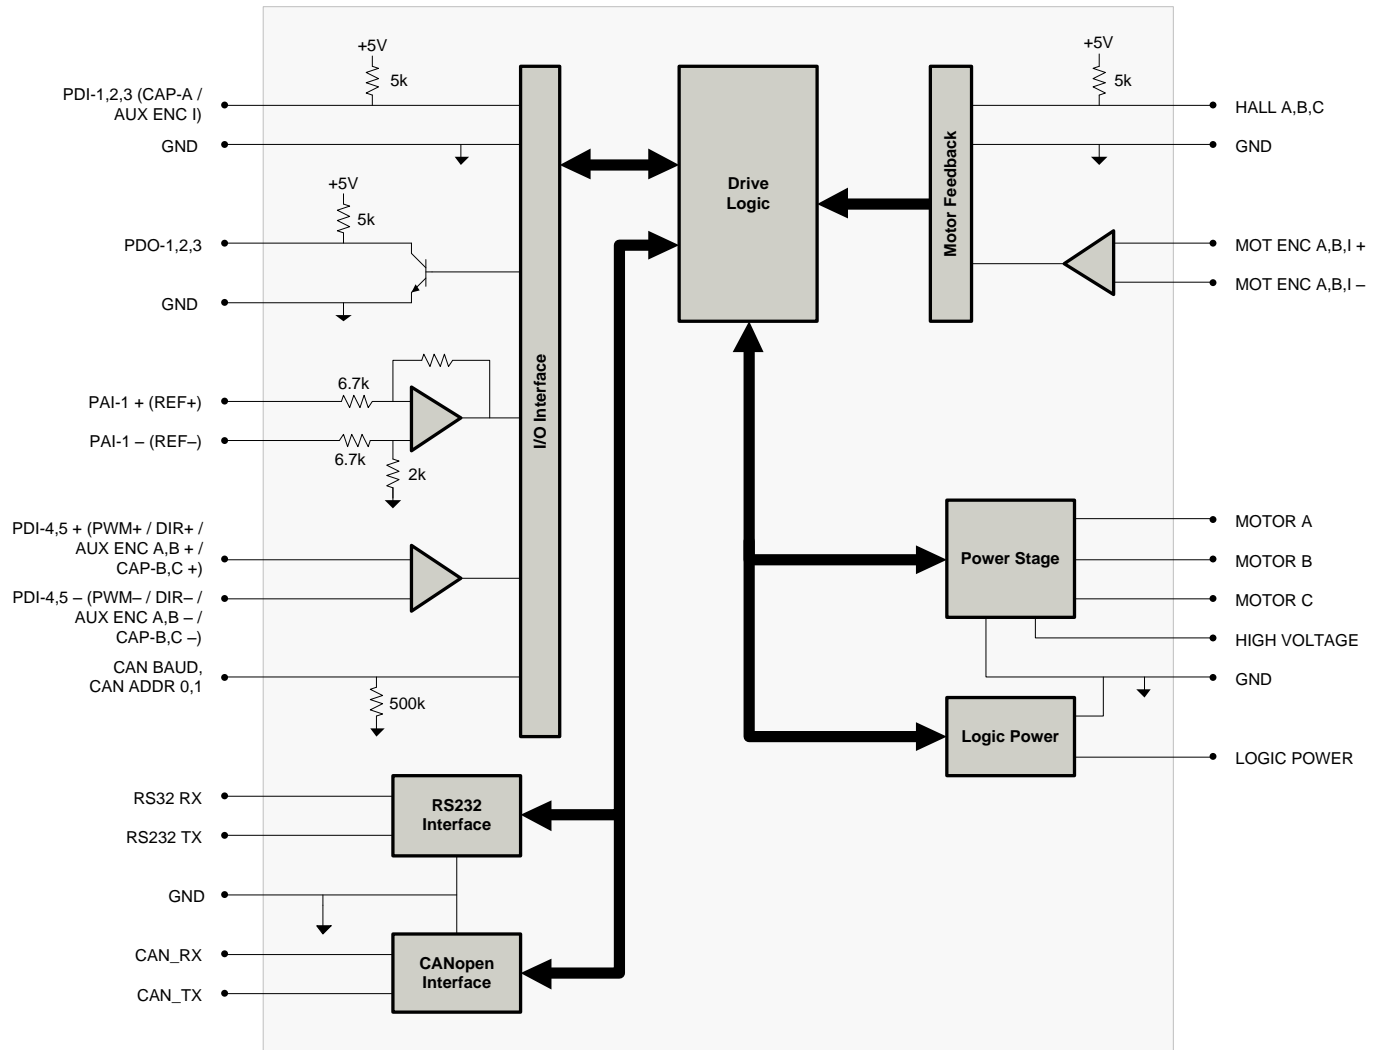 +5V
5k
PDI-1,2,3 (CAP-A /
AUX ENC I)
GND
+5V
5k
PDO-1,2,3
GND
6.7k
PAI-1 + (REF+)
PAI-1 – (REF–)
6.7k
2k
PDI-4,5 + (PWM+ / DIR+ /
AUX ENC A,B + /
CAP-B,C +)
PDI-4,5 – (PWM– / DIR– /
AUX ENC A,B – /
CAP-B,C –)
CAN BAUD,
CAN ADDR 0,1
500k
I/O Interface
RS32 RX
RS232 TX
RS232
Interface
GND
CAN_RX
CAN_TX
CANopen
Interface
Drive
Logic
Motor Feedback
+5V
5k
HALL A,B,C
GND
MOT ENC A,B,I +
MOT ENC A,B,I –
Power Stage
MOTOR A
MOTOR B
MOTOR C
HIGH VOLTAGE
GND
Logic Power
LOGIC POWER